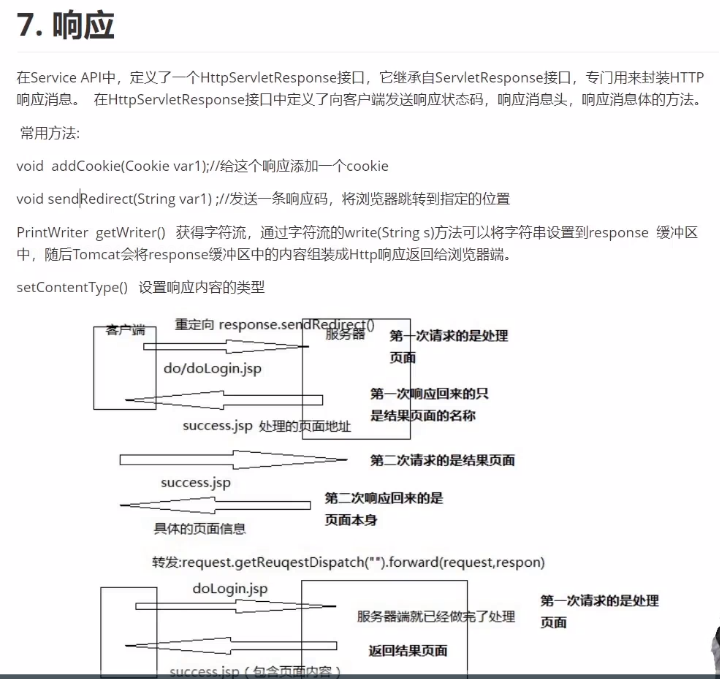 7. 响应
在Service API中，定义了一个HttpServletResponse接口，它继承自ServletResponse接口，专门用来封装HTTP
响应消息。 在HttpServletResponse接口中定义了向客户端发送响应状态码，响应消息头，响应消息体的方法。
常用方法:
void addCookie(Cookie var1);//给这个响应添加一个cookie
void sendRedirect(String var1) ;//发送一条响应码，将浏览器跳转到指定的位置
PrintWriter getWriter() 获得字符流，通过字符流的write(String s)方法可以将字符串设置到response 缓冲区
中，随后Tomcat会将response缓冲区中的内容组装成Http响应返回给浏览器端。
setContentType() 设置响应内容的类型
重定向 response.sendRedirect()
客户端
服务器
第一次请求的是处理
页面
do/doLogin.jsp
第一次响应回来的只
是结果页面的名称
success.jsp 处理的页面地址
第二次请求的是结果页面
success.jsp
第二次响应回来的是
页面本身
具体的页面信息
转发:request.getReuqestDispatch("").forward(request,respon)
doLogin.jsp
第一次请求的是处理
页面
服务器端就已经做完了处理
返回结果页面
success.jsp（包含页面内容）